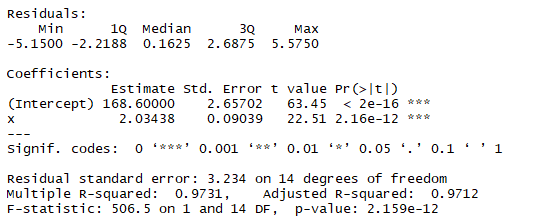 Residuals:
    Min      1Q  Median      3Q     Max
-5.1500 -2.2188  0.1625  2.6875  5.5750

Coefficients:
             Estimate Std. Error t value Pr(>|t|)
(Intercept) 168.60000    2.65702   63.45  < 2e-16 ***
x             2.03438    0.09039   22.51 2.16e-12 ***
---
Signif. codes:  0 ‘***’ 0.001 ‘**’ 0.01 ‘*’ 0.05 ‘.’ 0.1 ‘ ’ 1

Residual standard error: 3.234 on 14 degrees of freedom
Multiple R-squared:  0.9731,    Adjusted R-squared:  0.9712
F-statistic: 506.5 on 1 and 14 DF,  p-value: 2.159e-12